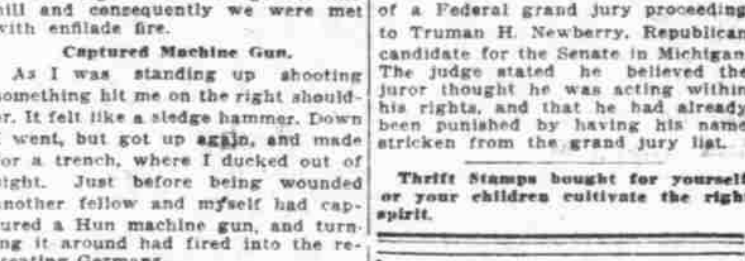 hill and consequently we were met
with enfilade fire.
Captured Machine Gun.
As I was standing up shooting
something hit me on the right should-
er. It felt like a sledge hammer. Down
I went, but got up again, and made
for a trench, where I ducked out of
sight. Just before being wounded
another fellow and myself had cap-
tured a Hun machine gun, and turn-
ing it around had fired into the re-
treating Germans.
of a Federal grand jury proceeding
to Truman H. Newberry, Republican
candidate for the Senate in Michigan.
The judge stated he believed the
juror thought he was acting within
his rights, and that he had already
been punished by having his name
stricken from the grand jury list.
Thrift Stamps bought for yourself
or your children cultivate the right
spirit.